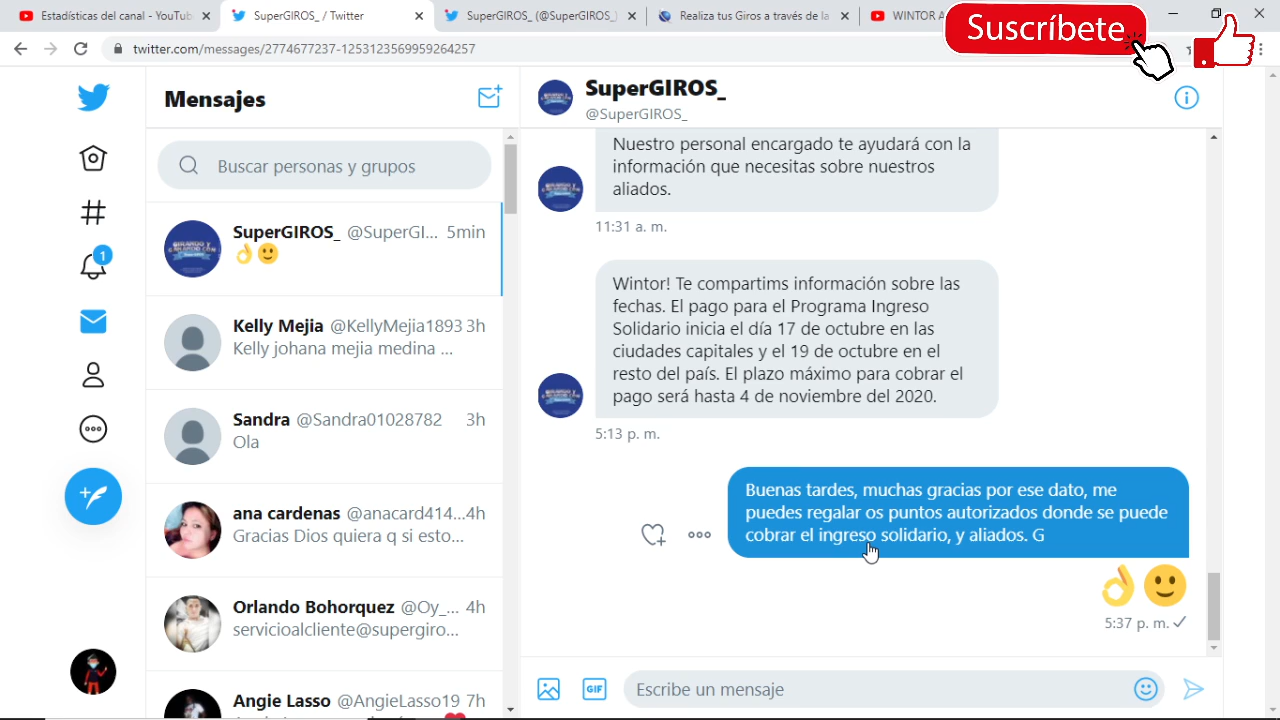 Estadísticas del canal - YouTub
SuperGIROS_ / Twitter
SuperGIROS_ (@SuperGIROS_)
Realiza tus Giros a través de la
WINTOR A
Suscríbete
twitter.com/messages/2774677237-1253123569959264257
Mensajes
Buscar personas y grupos
SuperGIROS_ @SuperGI... 5min
👌🙂
Kelly Mejia @KellyMejia1893 3h
Kelly johana mejia medina ...
Sandra @Sandra01028782 3h
Ola
ana cardenas @anacard414...4h
Gracias Dios quiera q si esto...
Orlando Bohorquez @Oy_... 4h
servicioalcliente@supergiro...
Angie Lasso @AngieLasso19 7h
1
SuperGIROS_
@SuperGIROS_
Nuestro personal encargado te ayudará con la
información que necesitas sobre nuestros
aliados.
11:31 a. m.
Wintor! Te compartims información sobre las
fechas. El pago para el Programa Ingreso
Solidario inicia el día 17 de octubre en las
ciudades capitales y el 19 de octubre en el
resto del país. El plazo máximo para cobrar el
pago será hasta 4 de noviembre del 2020.
5:13 p. m.
Buenas tardes, muchas gracias por ese dato, me
puedes regalar os puntos autorizados donde se puede
cobrar el ingreso solidario, y aliados. G
👌🙂
5:37 p. m.
GIF
Escribe un mensaje